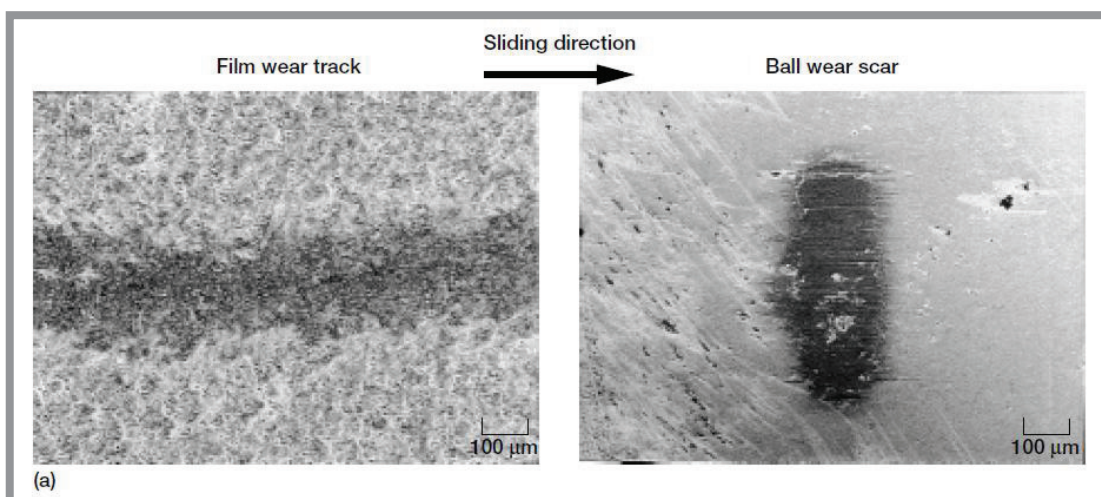 Sliding direction
Film wear track
Ball wear scar
100 µm
100 µm
(a)